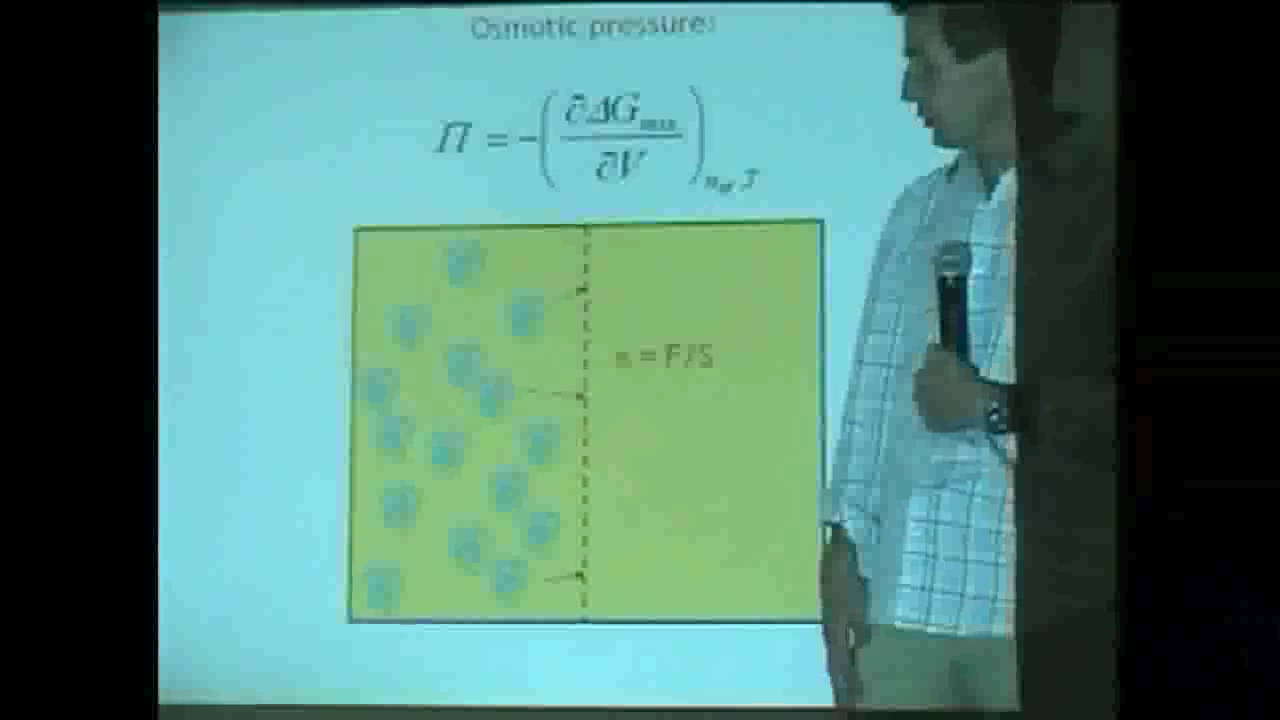 Osmotic pressure:
Π = -(∂ΔG_mix / ∂V)
= F/S